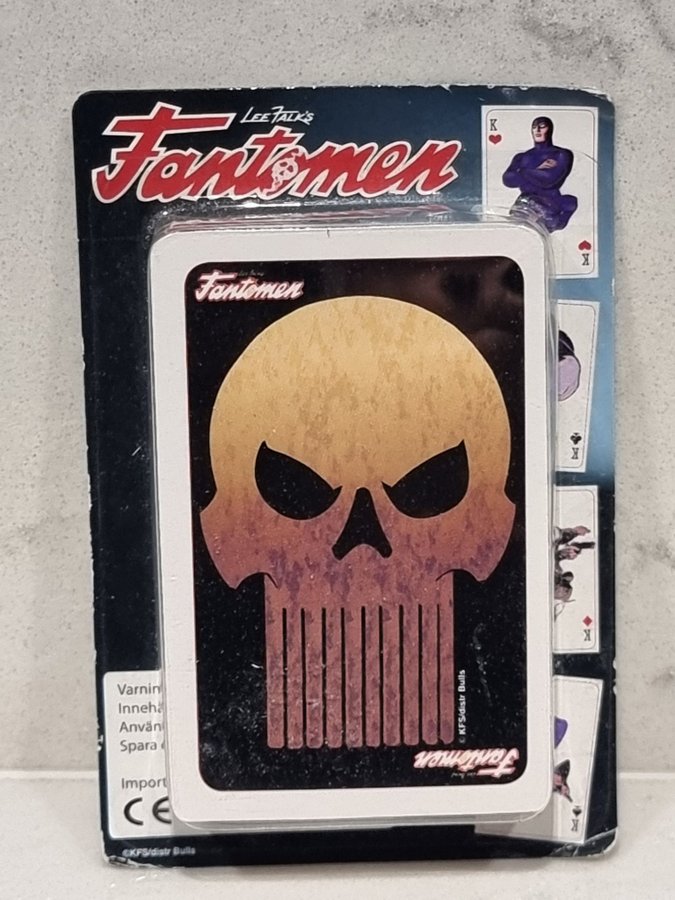 LEE FALK'S
Fantomen
K
K
Fantomen
K
K
© KFS/distr Bulls
Fantomen
K
Varnin
Innehå
Använ
Spara
Import
CE
©KFS/distr Bulls